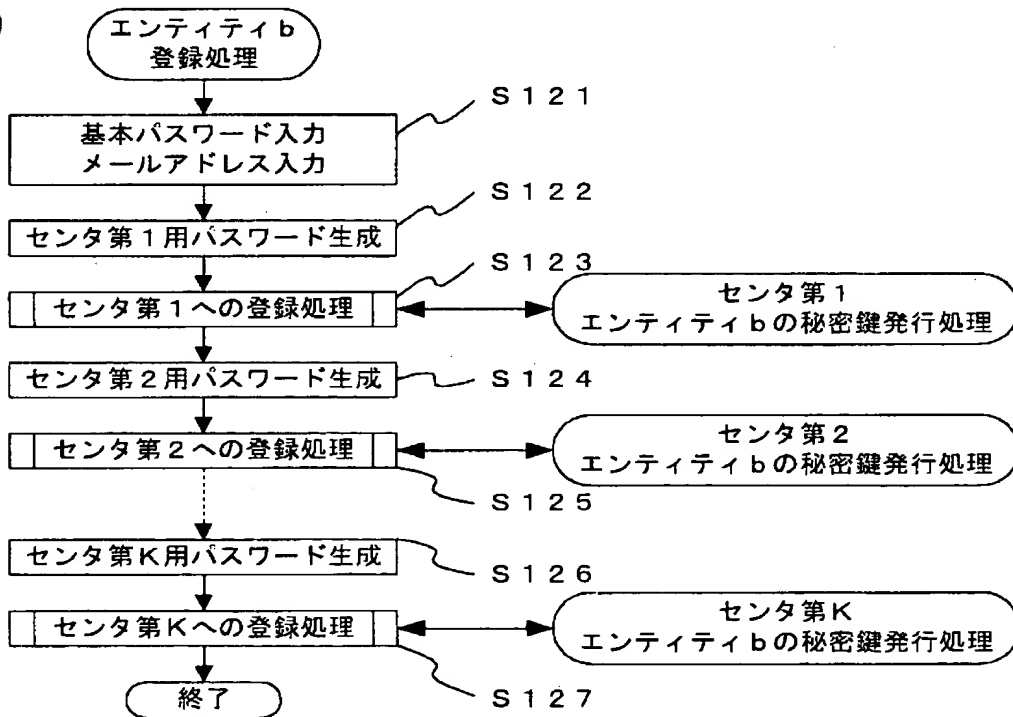 エンティティb
登録処理
S121
基本パスワード入力
メールアドレス入力
S122
センタ第1用パスワード生成
S123
センタ第1への登録処理
センタ第1
エンティティbの秘密鍵発行処理
センタ第2用パスワード生成
S124
センタ第2への登録処理
センタ第2
エンティティbの秘密鍵発行処理
S125
センタ第K用パスワード生成
S126
センタ第Kへの登録処理
センタ第K
エンティティbの秘密鍵発行処理
終了
S127